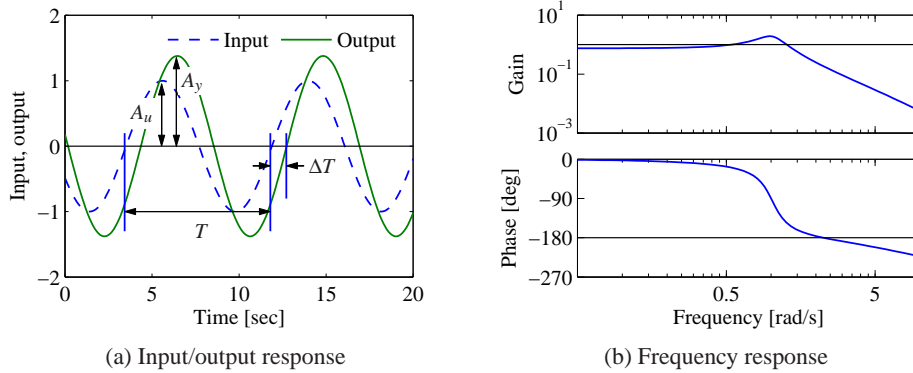 2
Input Output
1
A_y
A_u
0
ΔT
−1
T
−2
0 5 10 15 20
Input, output
Time [sec]
(a) Input/output response
10^1
10^−1
10^−3
Gain
0
−90
−180
−270
Phase [deg]
0.5 5
Frequency [rad/s]
(b) Frequency response